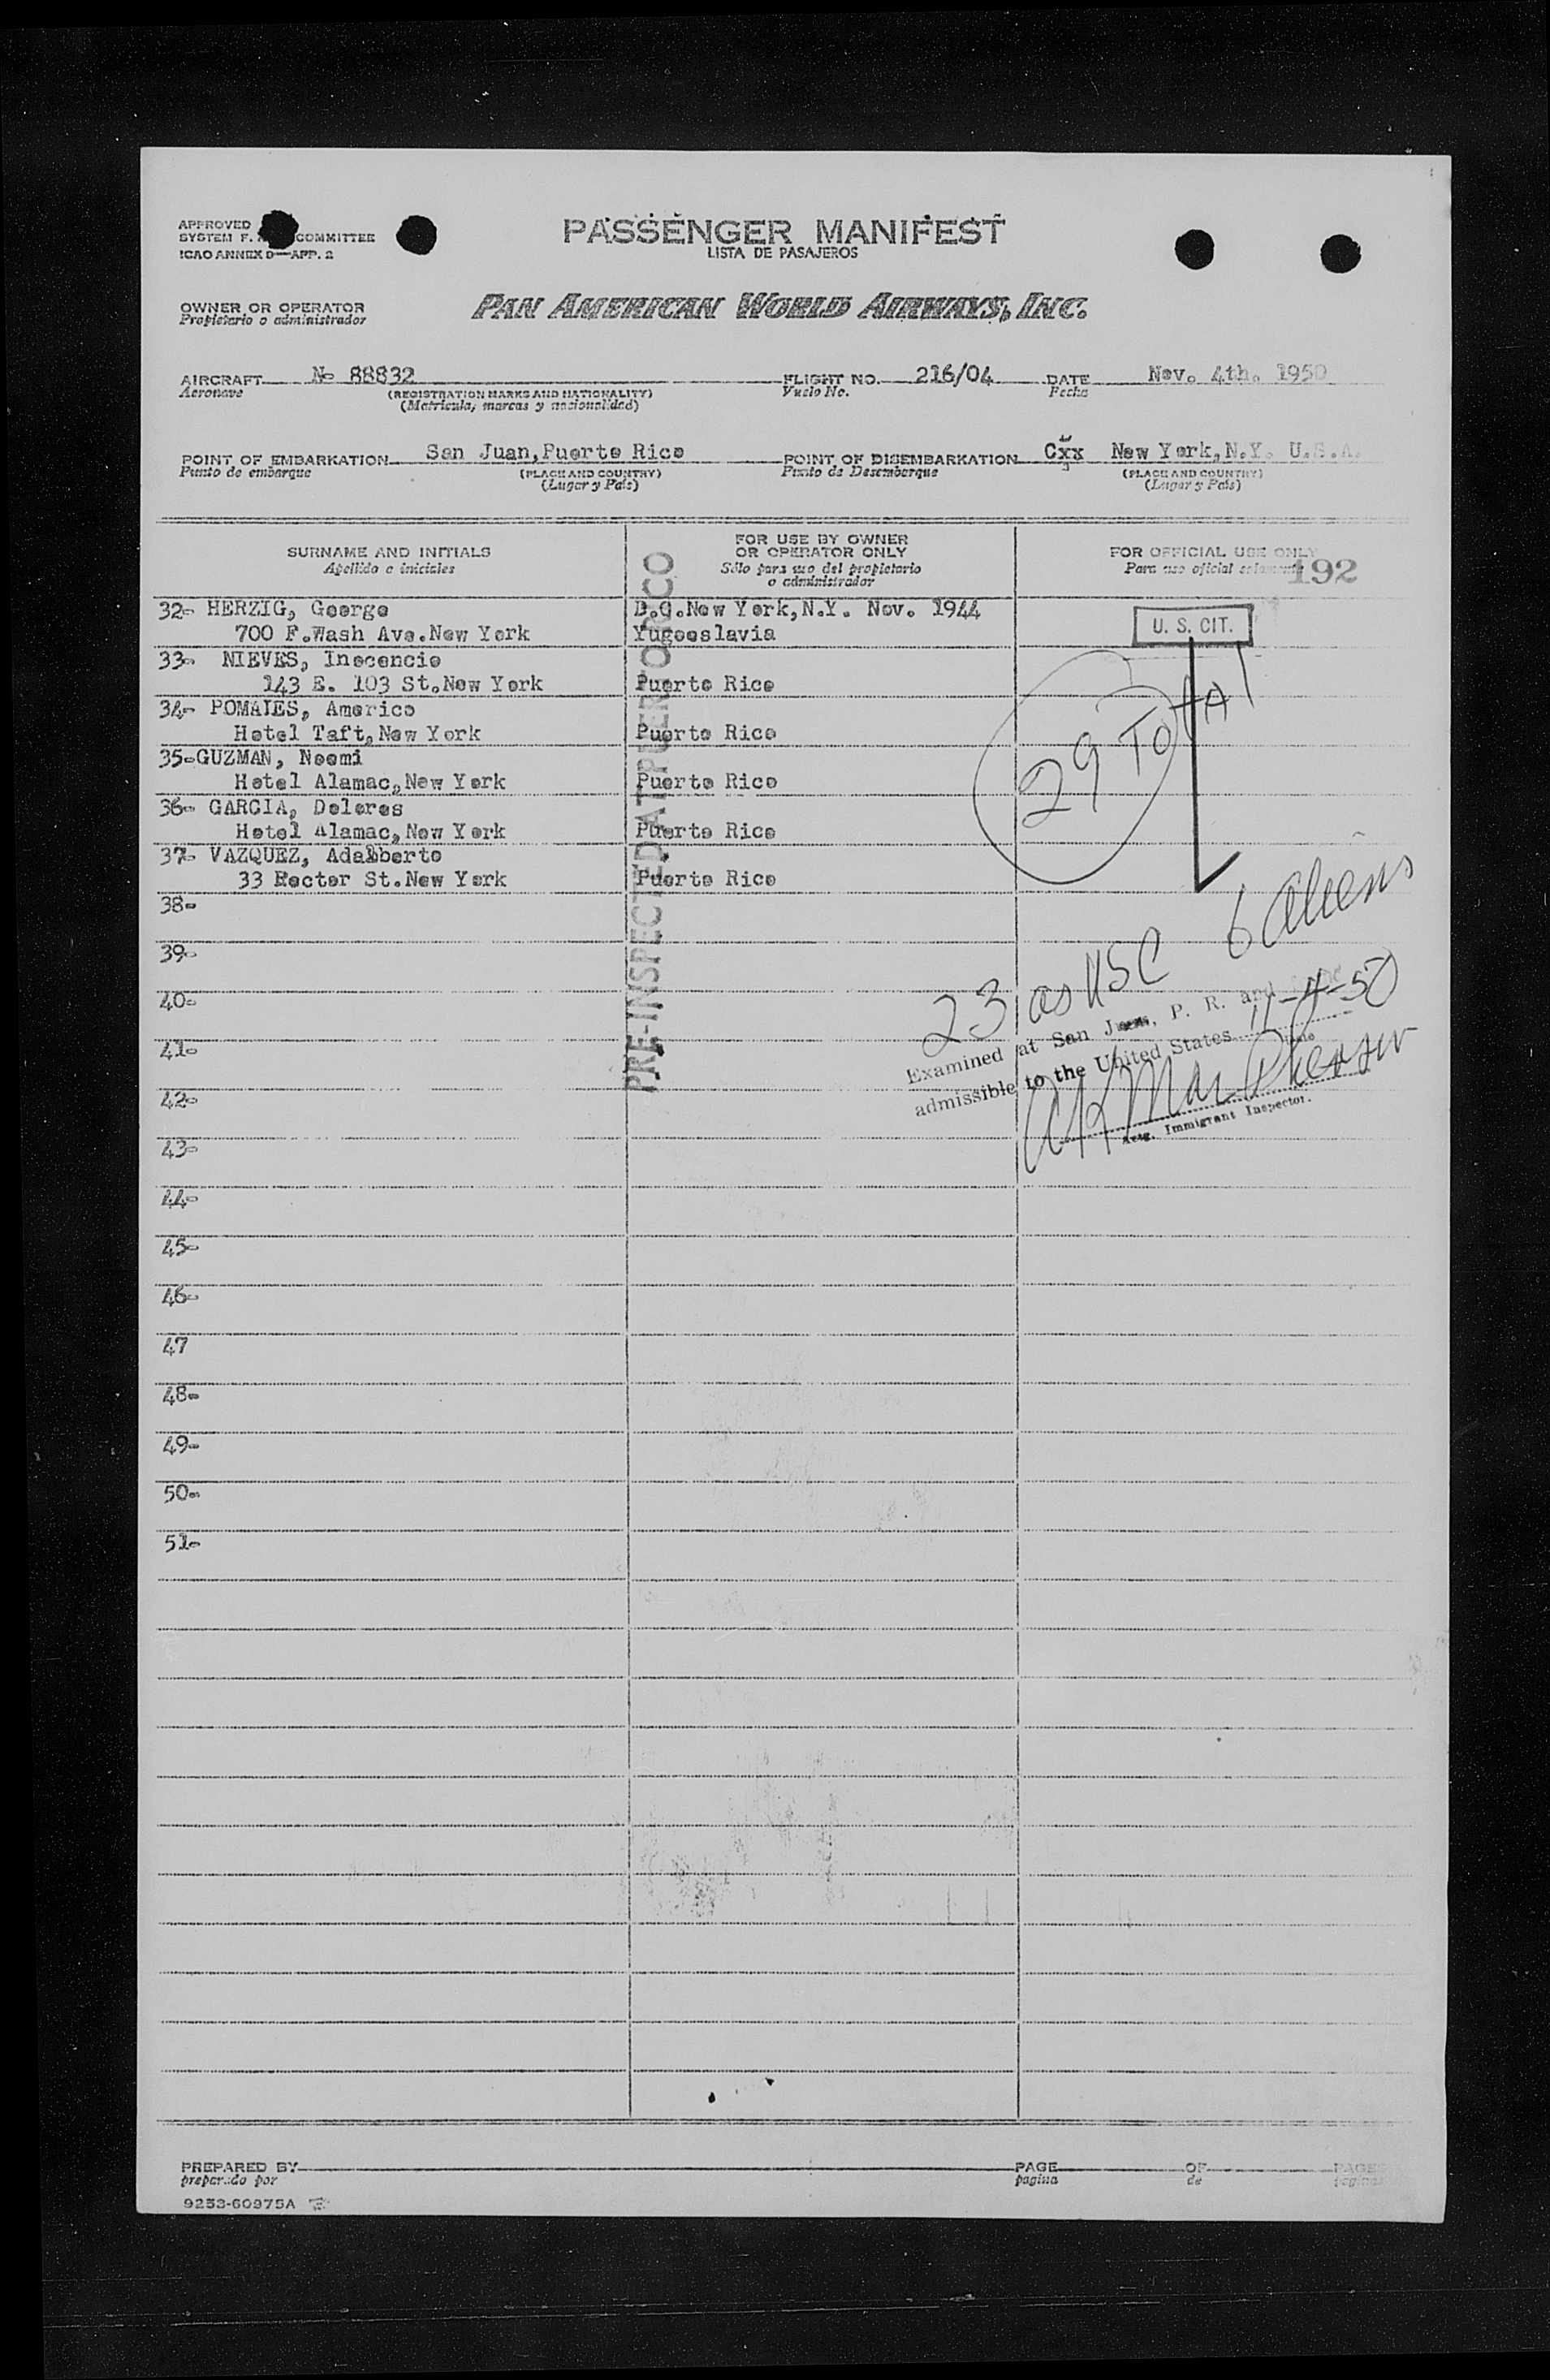 APPROVED
SYSTEM F. COMMITTEE
ICAO ANNEX 9—APP. 2
PASSENGER MANIFEST
LISTA DE PASAJEROS
OWNER OR OPERATOR
Propietario o administrador
PAN AMERICAN WORLD AIRWAYS, INC.
AIRCRAFT N- 88832 FLIGHT NO. 216/04 DATE Nov. 4th. 1950
Aeronave (REGISTRATION MARKS AND NATIONALITY) Vuelo No. Fecha
(Matricula, marcas y nacionalidad)
POINT OF EMBARKATION San Juan, Puerto Rico POINT OF DISEMBARKATION Cxx New York, N.Y. U.S.A.
Punto de embarque (PLACE AND COUNTRY) Punto de Desembarque (PLACE AND COUNTRY)
(Lugar y País) (Lugar y País)
SURNAME AND INITIALS
Apellido e iniciales
FOR USE BY OWNER
OR OPERATOR ONLY
Sólo para uso del propietario
o administrador
FOR OFFICIAL USE ONLY
Para uso oficial solamente
192
PRE-INSPECTED AT PUERTO RICO
32- HERZIG, George D.C. New York, N.Y. Nov. 1944
700 F. Wash Ave. New York Yugooslavia
U. S. CIT.
33- NIEVES, Inocencio
143 E. 103 St. New York Puerto Rico
34- POMALES, Americo
Hotel Taft, New York Puerto Rico
29 TOTAL
35- GUZMAN, Noemi
Hotel Alamac, New York Puerto Rico
36- GARCIA, Dolores
Hotel Alamac, New York Puerto Rico
37- VAZQUEZ, Adalberto
33 Rector St. New York Puerto Rico
38-
23 as USC 6 aliens
39-
40-
41-
42-
43-
Examined at San Juan, P. R. and 11-4-50
admissible to the United States
Actg. Immigrant Inspector.
44-
45-
46-
47
48-
49-
50-
51-
PREPARED BY PAGE OF PAGES
preparado por pagina de paginas
9253-60975A